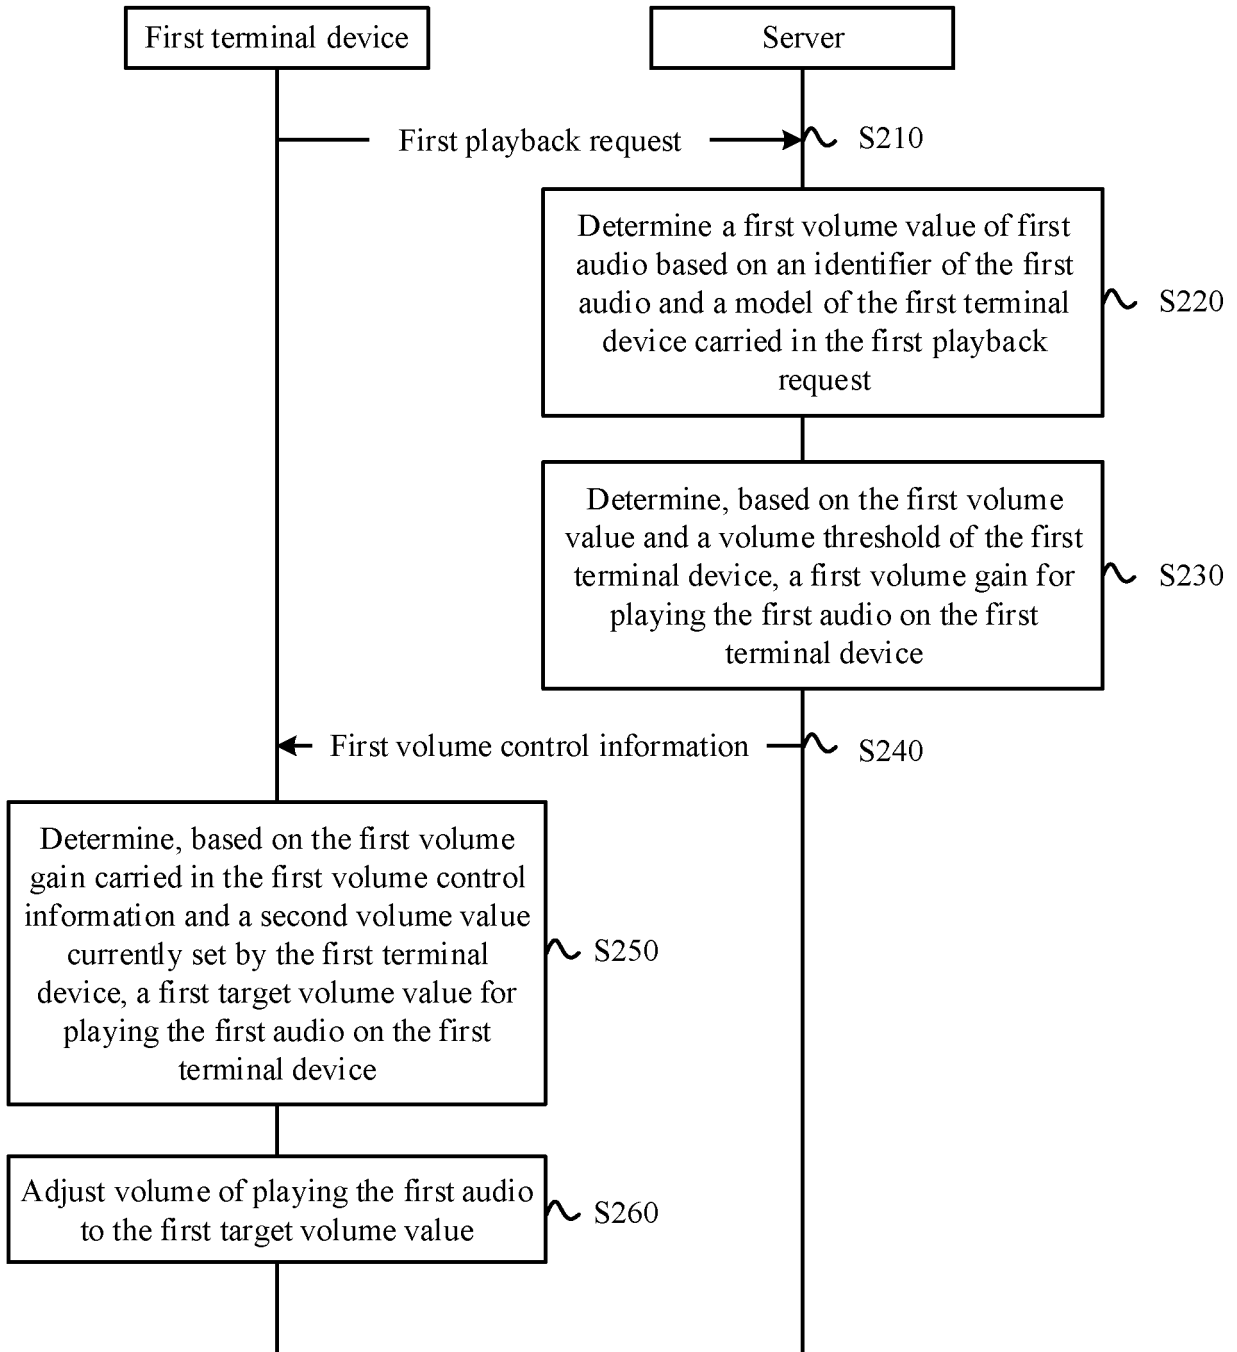 First terminal device
Server
First playback request
S210
Determine a first volume value of first
audio based on an identifier of the first
audio and a model of the first terminal
device carried in the first playback
request
S220
Determine, based on the first volume
value and a volume threshold of the first
terminal device, a first volume gain for
playing the first audio on the first
terminal device
S230
First volume control information
S240
Determine, based on the first volume
gain carried in the first volume control
information and a second volume value
currently set by the first terminal
device, a first target volume value for
playing the first audio on the first
terminal device
S250
Adjust volume of playing the first audio
to the first target volume value
S260